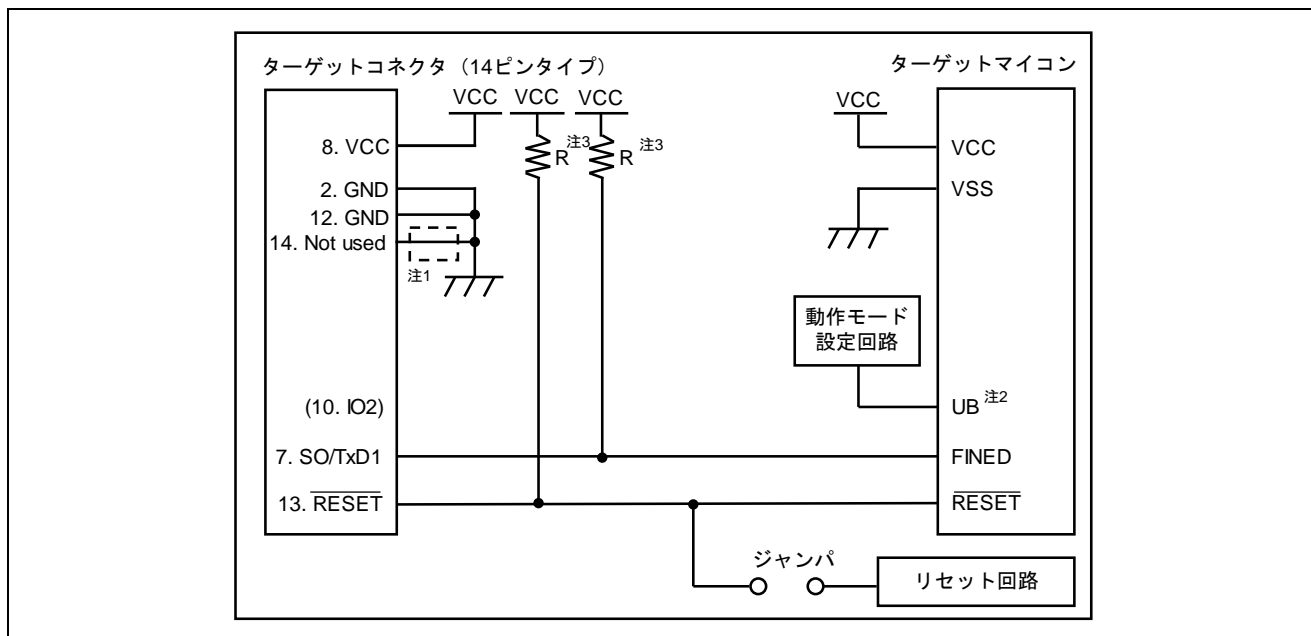 ターゲットコネクタ（14ピンタイプ）
ターゲットマイコン
VCC
VCC
VCC
VCC
8. VCC
R 注3
R 注3
VCC
2. GND
VSS
12. GND
14. Not used
注1
動作モード
設定回路
(10. IO2)
UB 注2
7. SO/TxD1
FINED
13. RESET
RESET
ジャンパ
リセット回路